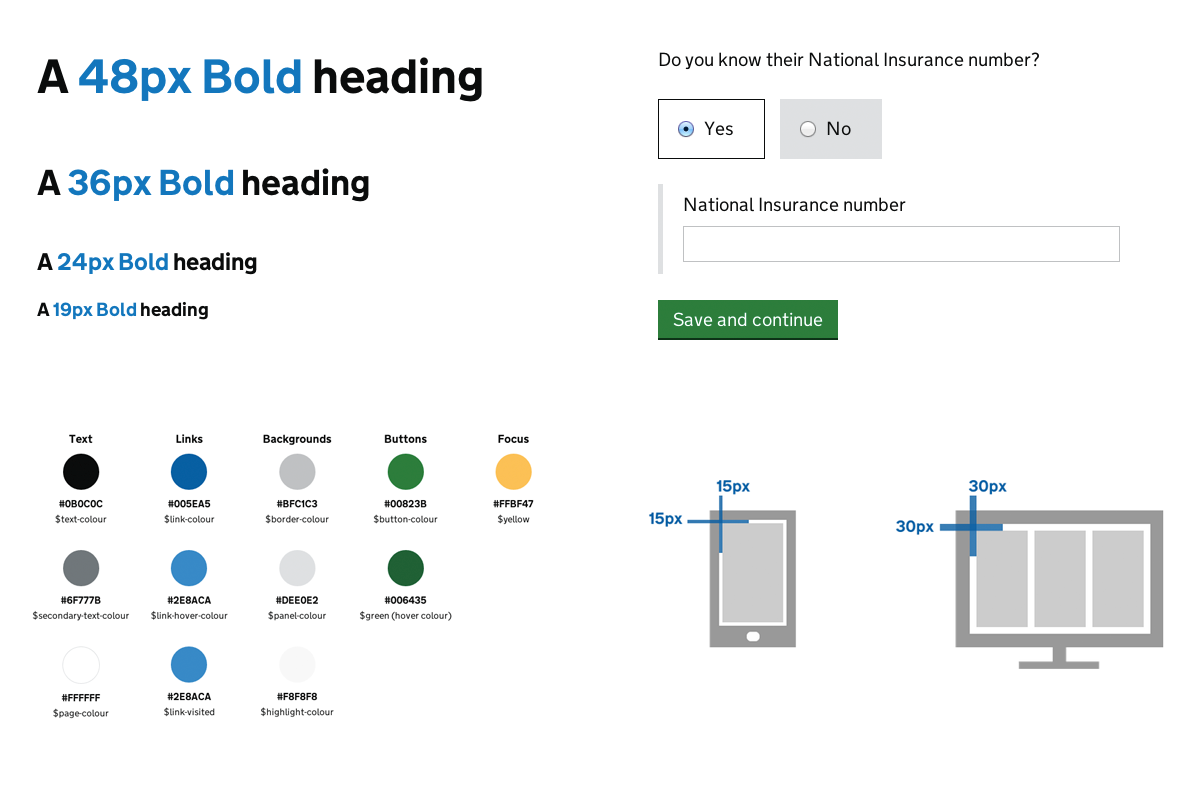 A 48px Bold heading
A 36px Bold heading
A 24px Bold heading
A 19px Bold heading
Do you know their National Insurance number?
Yes
No
National Insurance number
Save and continue
Text Links Backgrounds Buttons Focus
#0B0C0C #005EA5 #BFC1C3 #00823B #FFBF47
$text-colour $link-colour $border-colour $button-colour $yellow
#6F777B #2E8ACA #DEE0E2 #006435
$secondary-text-colour $link-hover-colour $panel-colour $green (hover colour)
#FFFFFF #2E8ACA #F8F8F8
$page-colour $link-visited $highlight-colour
15px
15px
30px
30px